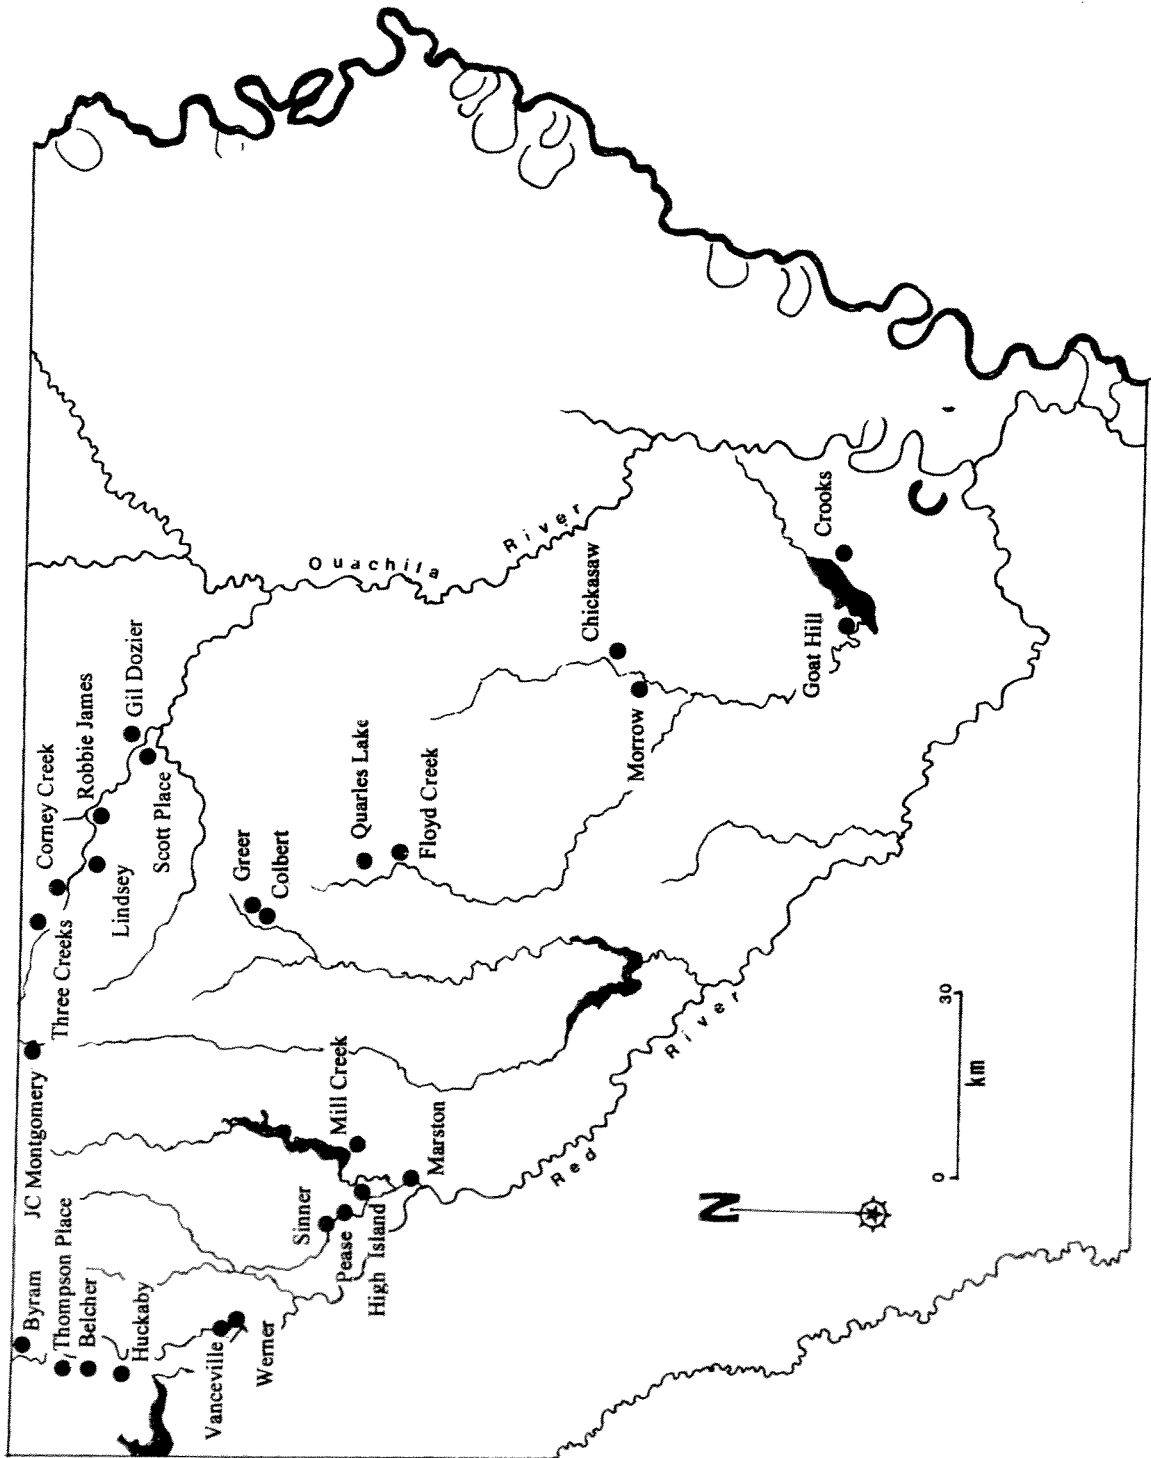 Byram
Thompson Place
Belcher
Huckaby
Vanceville
Werner
JC Montgomery
Three Creeks
Corney Creek
Lindsey
Robbie James
Scott Place
Gil Dozier
Greer
Colbert
Quarles Lake
Floyd Creek
Mill Creek
Marston
Sinner
Pease
High Island
Chickasaw
Morrow
Goat Hill
Crooks
Ouachita
River
Red
River
N
0 30
km